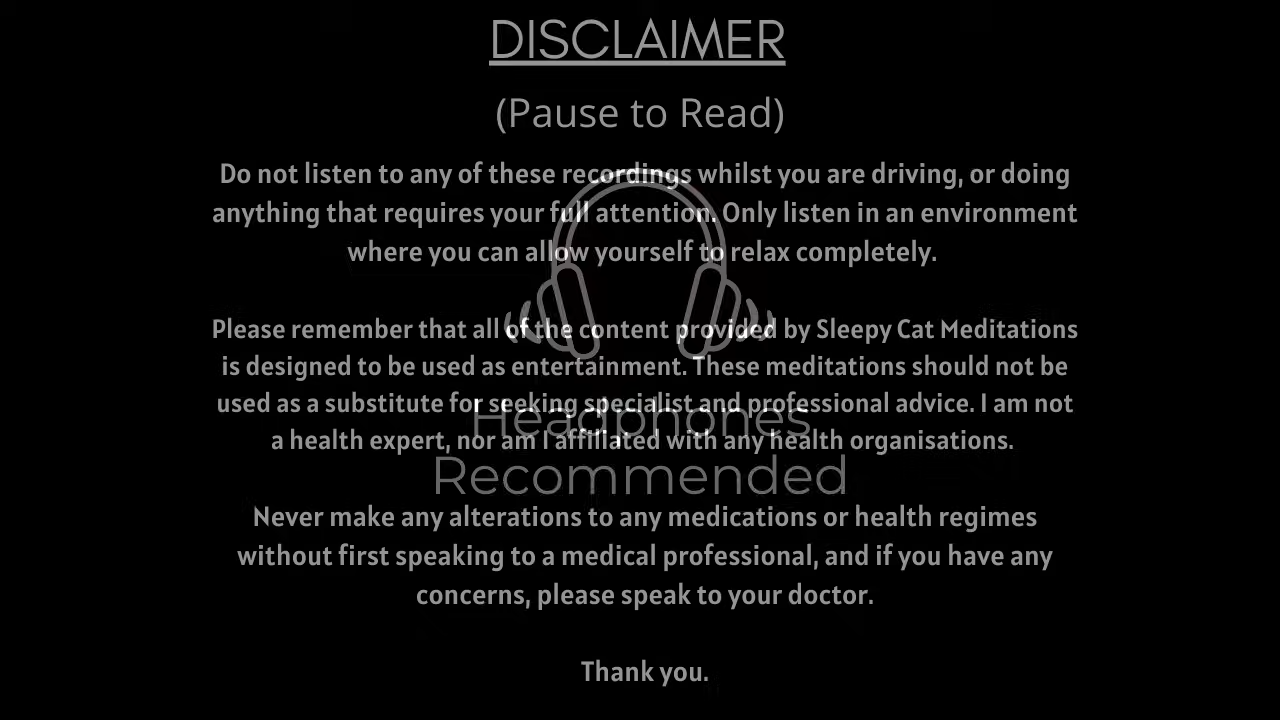 DISCLAIMER
(Pause to Read)
Do not listen to any of these recordings whilst you are driving, or doing
anything that requires your full attention. Only listen in an environment
where you can allow yourself to relax completely.
Please remember that all of the content provided by Sleepy Cat Meditations
is designed to be used as entertainment. These meditations should not be
used as a substitute for seeking specialist and professional advice. I am not
Headphones
a health expert, nor am I affiliated with any health organisations.
Recommended
Never make any alterations to any medications or health regimes
without first speaking to a medical professional, and if you have any
concerns, please speak to your doctor.
Thank you.